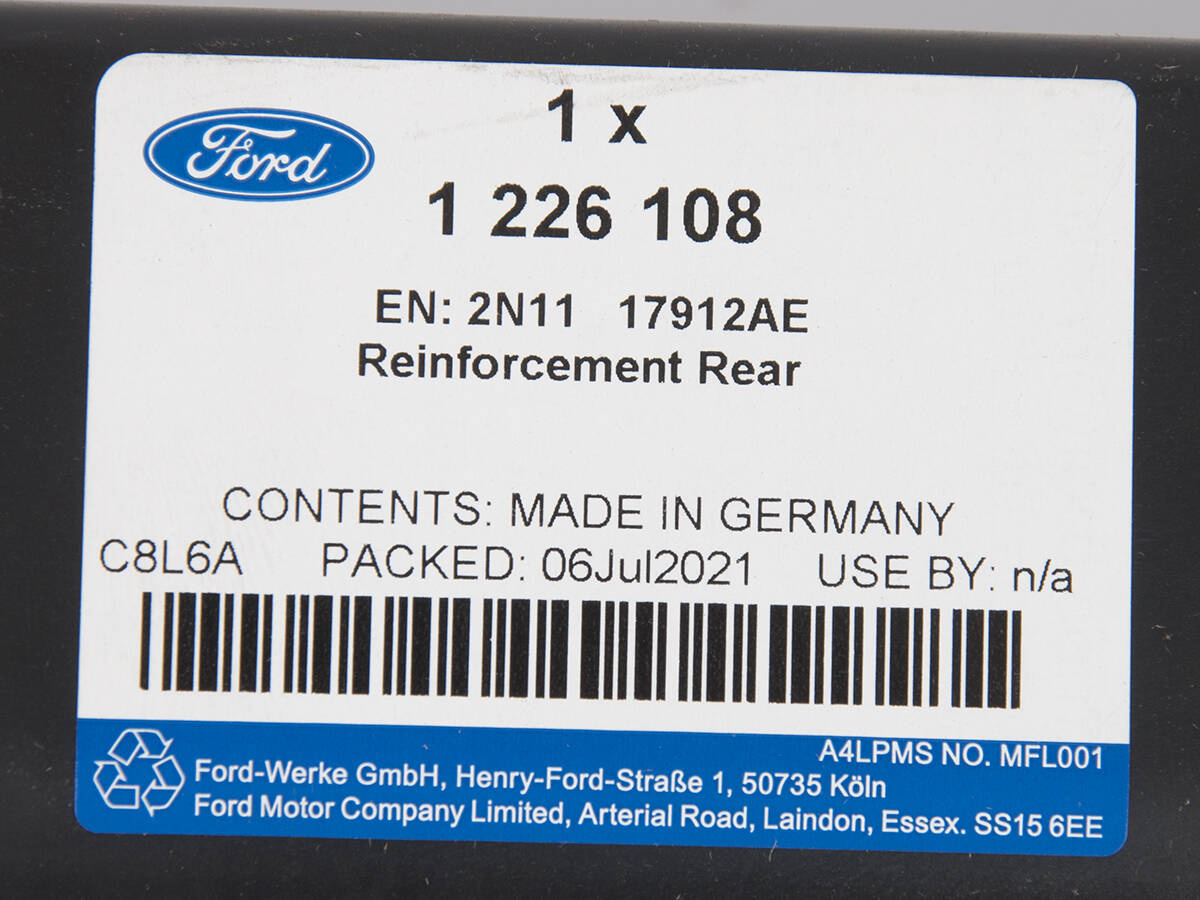 Ford
1 x
1 226 108
EN: 2N11 17912AE
Reinforcement Rear
CONTENTS: MADE IN GERMANY
C8L6A PACKED: 06Jul2021 USE BY: n/a
A4LPMS NO. MFL001
Ford-Werke GmbH, Henry-Ford-Straße 1, 50735 Köln
Ford Motor Company Limited, Arterial Road, Laindon, Essex. SS15 6EE